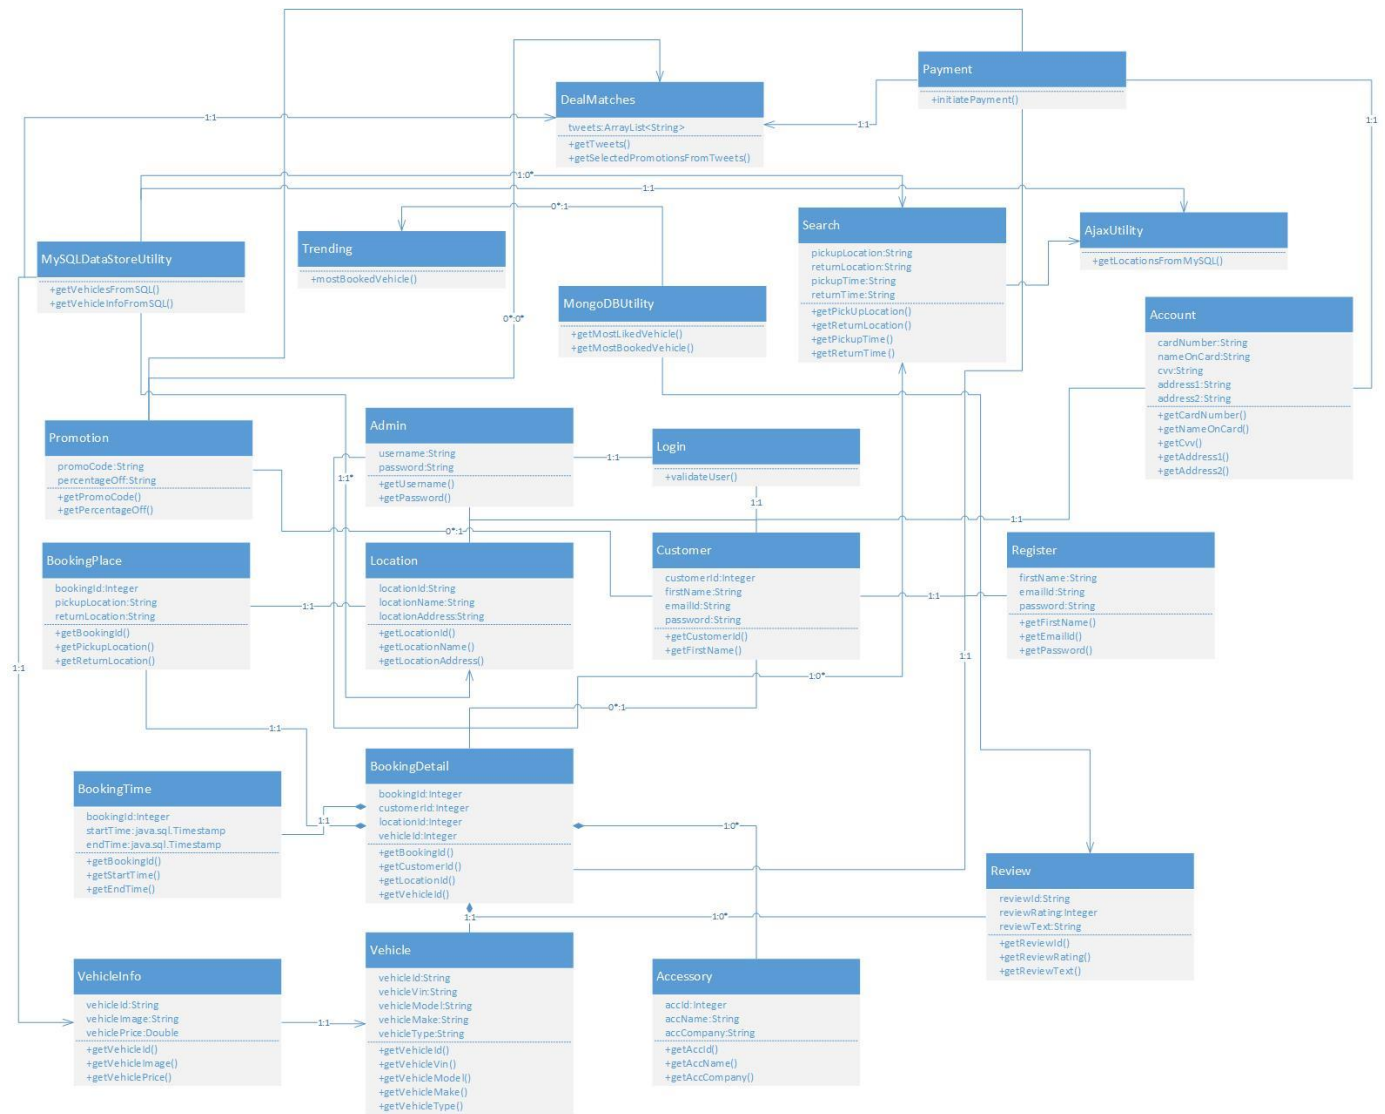 Payment
+initiatePayment()
DealMatches
tweets:ArrayList<String>
+getTweets()
+getSelectedPromotionsFromTweets()
1:1
1:1
1:1
1:0*
1:1
0*:1
Search
pickupLocation:String
returnLocation:String
pickupTime:String
returnTime:String
+getPickUpLocation()
+getReturnLocation()
+getPickupTime()
+getReturnTime()
AjaxUtility
+getLocationsFromMySQL()
Trending
+mostBookedVehicle()
MySQLDataStoreUtility
+getVehiclesFromSQL()
+getVehicleInfoFromSQL()
MongoDBUtility
+getMostLikedVehicle()
+getMostBookedVehicle()
0*:0*
Account
cardNumber:String
nameOnCard:String
cvv:String
address1:String
address2:String
+getCardNumber()
+getNameOnCard()
+getCvv()
+getAddress1()
+getAddress2()
Promotion
promoCode:String
percentageOff:String
+getPromoCode()
+getPercentageOff()
Admin
username:String
password:String
+getUsername()
+getPassword()
1:1
Login
+validateUser()
1:1*
1:1
1:1
0*:1
BookingPlace
bookingId:Integer
pickupLocation:String
returnLocation:String
+getBookingId()
+getPickupLocation()
+getReturnLocation()
1:1
Location
locationId:String
locationName:String
locationAddress:String
+getLocationId()
+getLocationName()
+getLocationAddress()
Customer
customerId:Integer
firstName:String
emailId:String
password:String
+getCustomerId()
+getFirstName()
1:1
Register
firstName:String
emailId:String
password:String
+getFirstName()
+getEmailId()
+getPassword()
1:1
1:1
1:0*
0*:1
1:1
BookingTime
bookingId:Integer
startTime:java.sql.Timestamp
endTime:java.sql.Timestamp
+getBookingId()
+getStartTime()
+getEndTime()
1:1
BookingDetail
bookingId:Integer
customerId:Integer
locationId:Integer
vehicleId:Integer
+getBookingId()
+getCustomerId()
+getLocationId()
+getVehicleId()
1:0*
1:1
1:0*
Review
reviewId:String
reviewRating:Integer
reviewText:String
+getReviewId()
+getReviewRating()
+getReviewText()
VehicleInfo
vehicleId:String
vehicleImage:String
vehiclePrice:Double
+getVehicleId()
+getVehicleImage()
+getVehiclePrice()
1:1
Vehicle
vehicleId:String
vehicleVin:String
vehicleModel:String
vehicleMake:String
vehicleType:String
+getVehicleId()
+getVehicleVin()
+getVehicleModel()
+getVehicleMake()
+getVehicleType()
Accessory
accId:Integer
accName:String
accCompany:String
+getAccId()
+getAccName()
+getAccCompany()